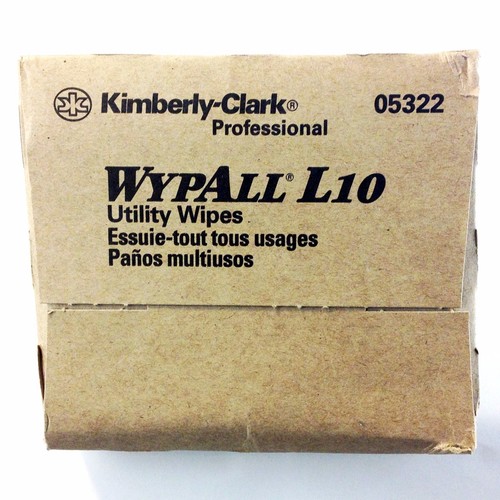 Kimberly-Clark® 05322
Professional
WYPALL® L10
Utility Wipes
Essuie-tout tous usages
Paños multiusos